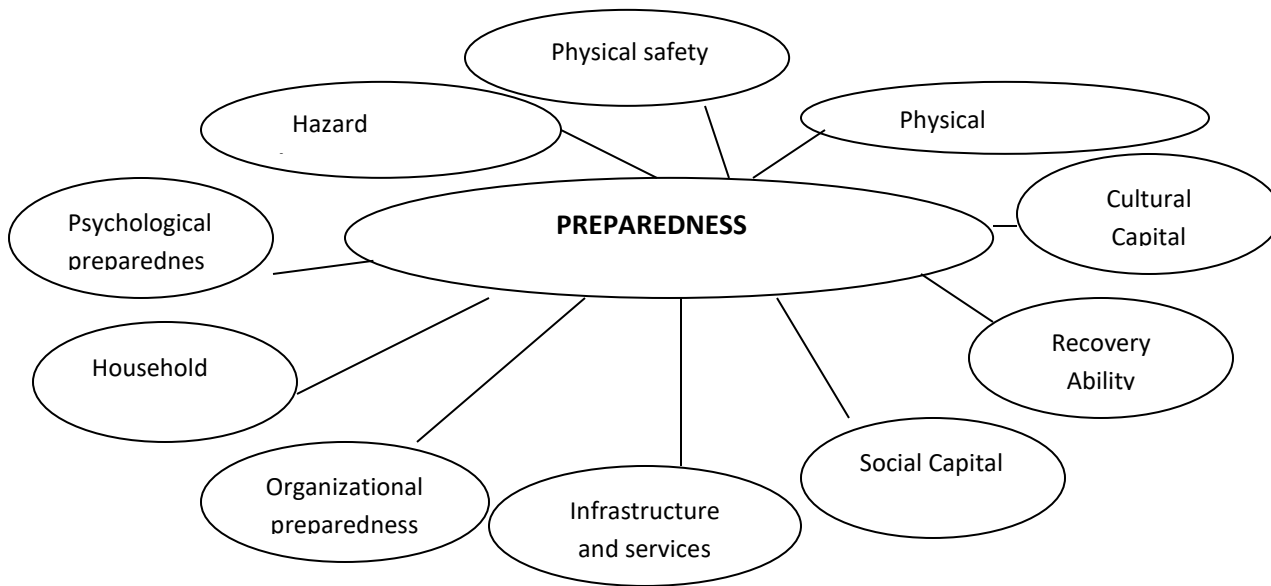 Physical safety
Hazard
Physical
Cultural
Capital
PREPAREDNESS
Psychological
preparednes
Household
Recovery
Ability
Social Capital
Organizational
preparedness
Infrastructure
and services